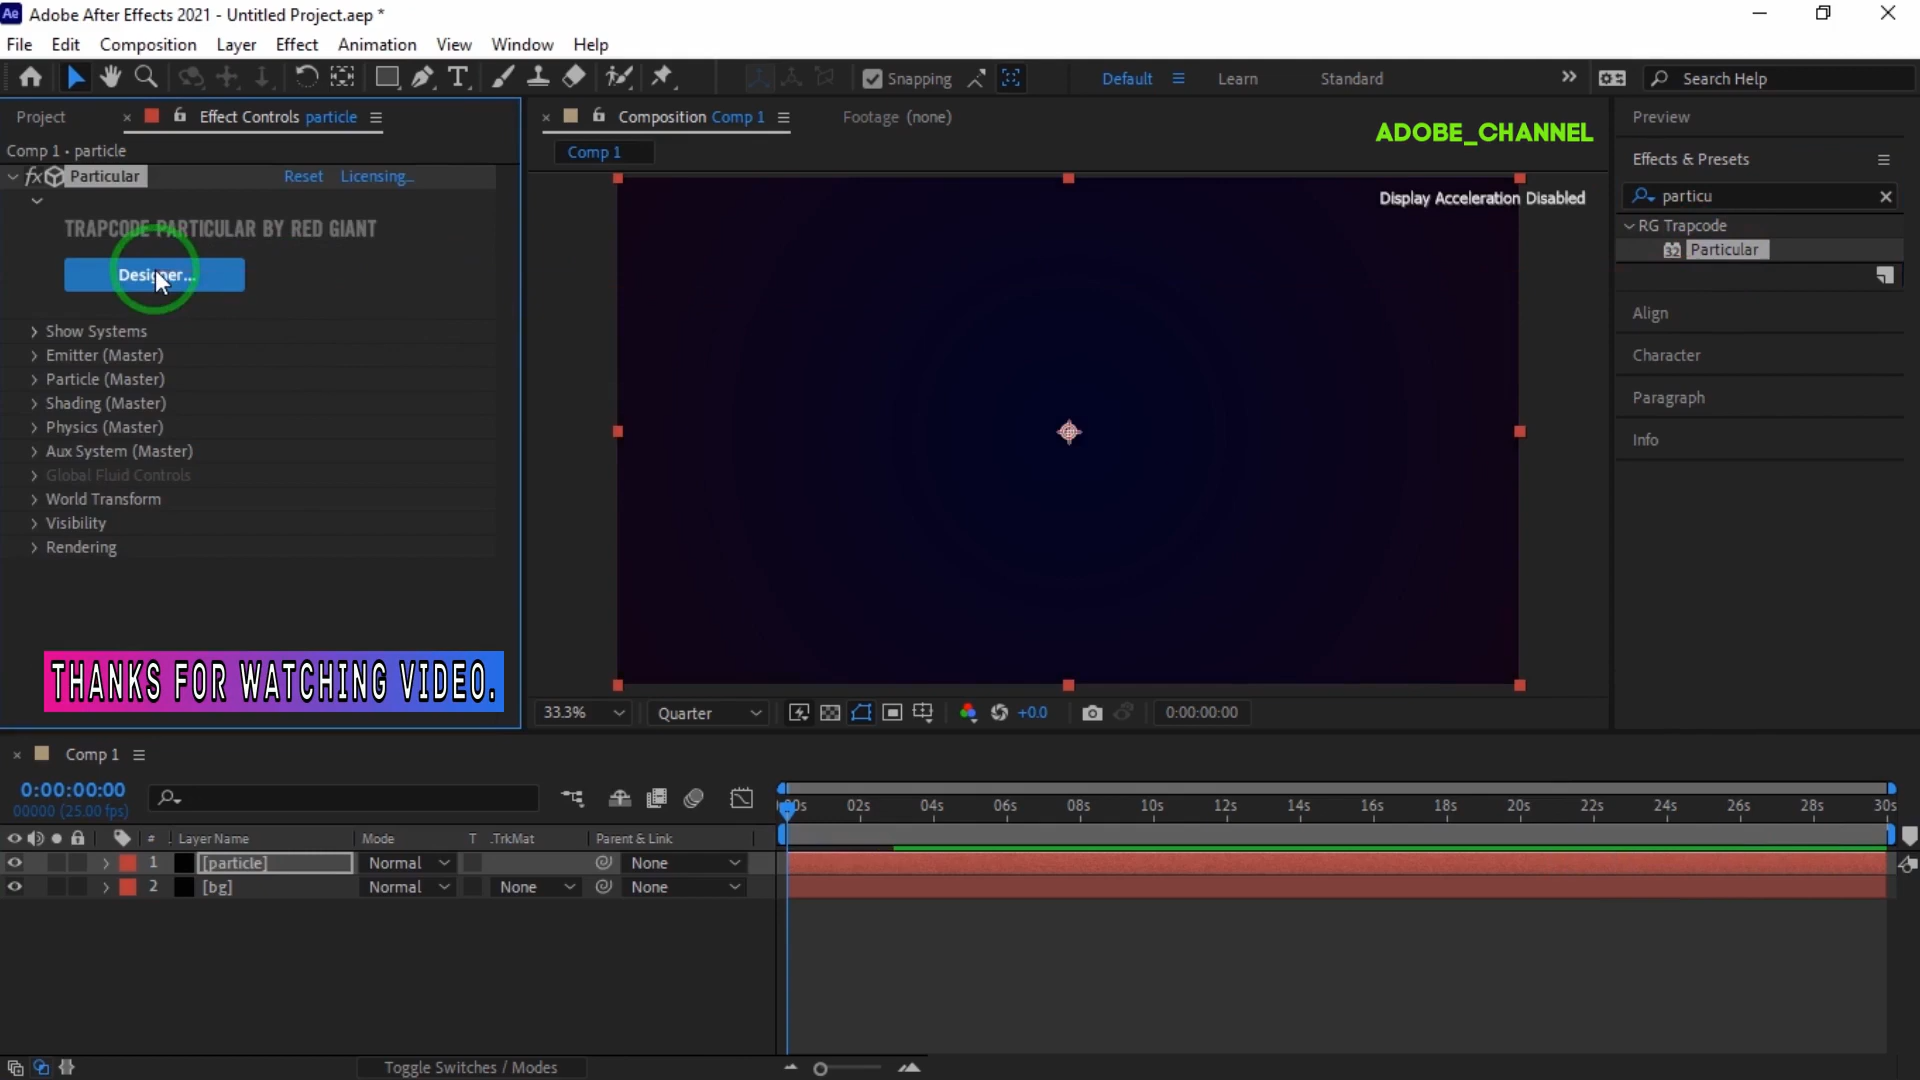 Ae Adobe After Effects 2021 - Untitled Project.aep *
File Edit Composition Layer Effect Animation View Window Help
Snapping Default Learn Standard Search Help
Project Effect Controls particle
Composition Comp 1 Footage (none)
Preview
Comp 1 • particle
Comp 1
ADOBE_CHANNEL
Effects & Presets
Particular Reset Licensing...
Display Acceleration Disabled
particu
TRAPCODE PARTICULAR BY RED GIANT
RG Trapcode
32 Particular
Designer...
Show Systems
Emitter (Master)
Particle (Master)
Shading (Master)
Physics (Master)
Aux System (Master)
Global Fluid Controls
World Transform
Visibility
Rendering
Align
Character
Paragraph
Info
THANKS FOR WATCHING VIDEO.
33.3% Quarter +0.0 0:00:00:00
Comp 1
0:00:00:00
00000 (25.00 fps)
00s 02s 04s 06s 08s 10s 12s 14s 16s 18s 20s 22s 24s 26s 28s 30s
# Layer Name Mode T .TrkMat Parent & Link
1 [particle] Normal None
2 [bg] Normal None None
Toggle Switches / Modes